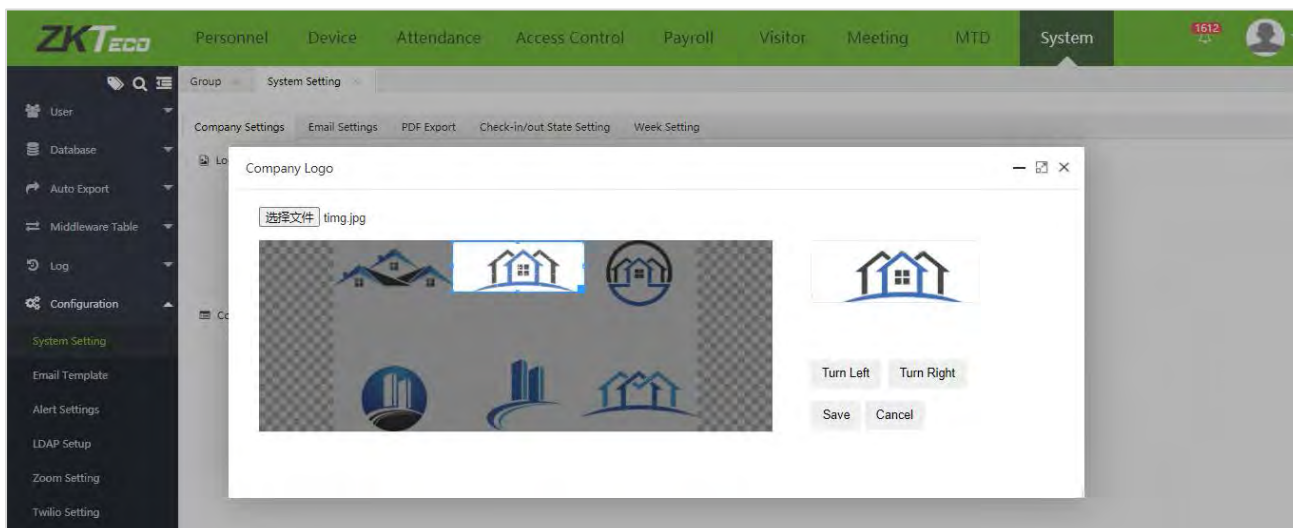 ZKTeco
Personnel Device Attendance Access Control Payroll Visitor Meeting MTD System 1612
Group System Setting
User
Company Settings Email Settings PDF Export Check-in/out State Setting Week Setting
Database
Lo
Company Logo
Auto Export
选择文件 timg.jpg
Middleware Table
Log
Configuration
Co
System Setting
Email Template
Turn Left Turn Right
Alert Settings
Save Cancel
LDAP Setup
Zoom Setting
Twilio Setting